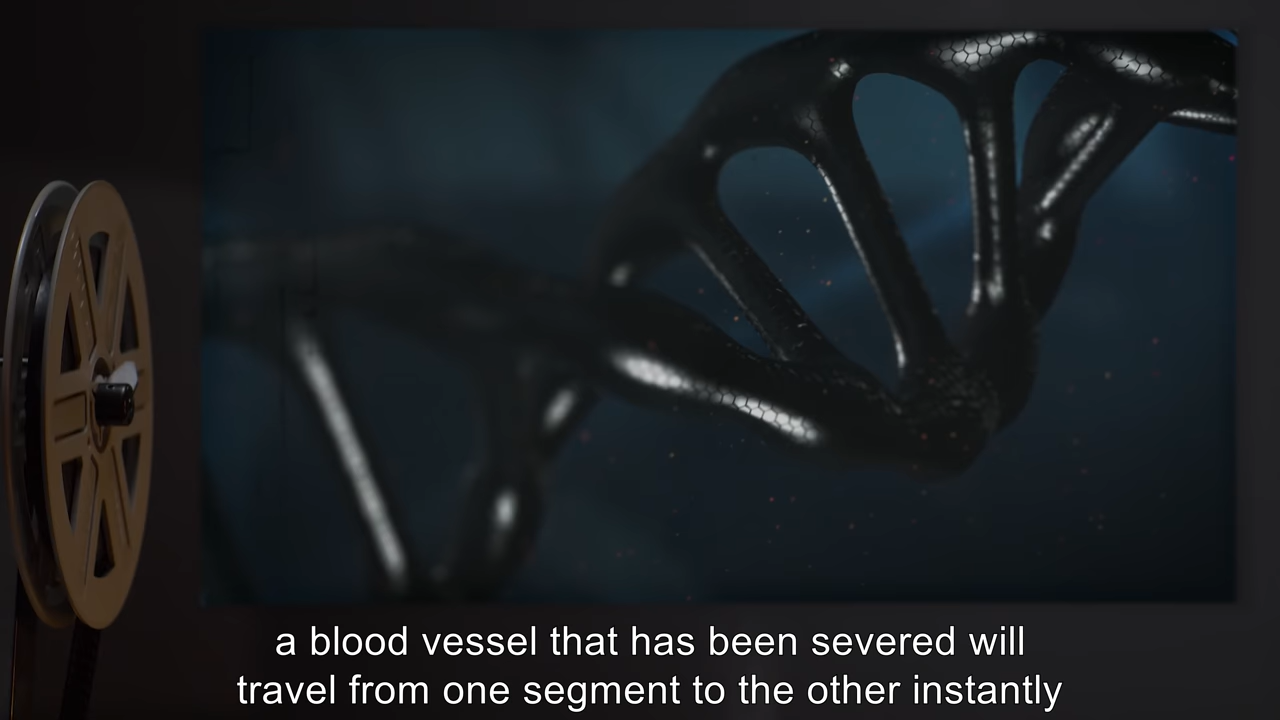 a blood vessel that has been severed will
travel from one segment to the other instantly